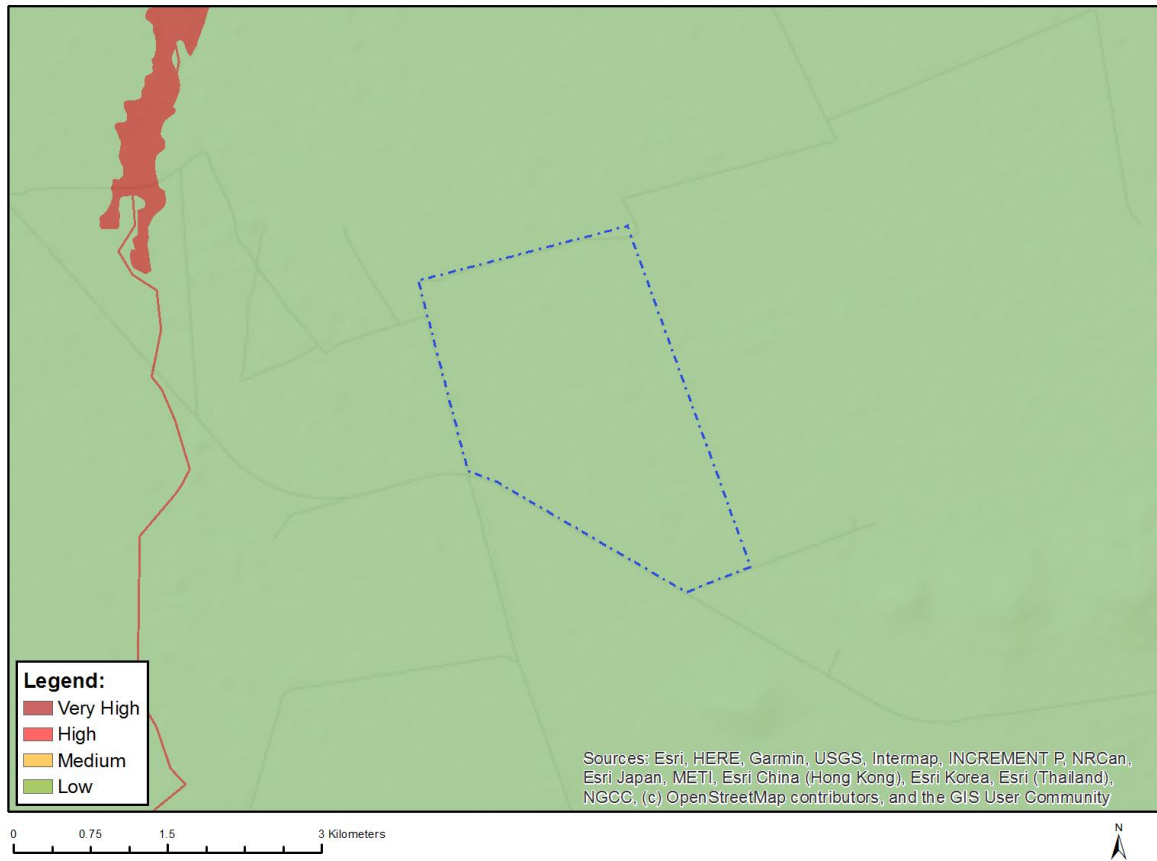 Legend:
Very High
High
Medium
Low
Sources: Esri, HERE, Garmin, USGS, Intermap, INCREMENT P, NRCan,
Esri Japan, METI, Esri China (Hong Kong), Esri Korea, Esri (Thailand),
NGCC, (c) OpenStreetMap contributors, and the GIS User Community
0 0.75 1.5 3 Kilometers
N